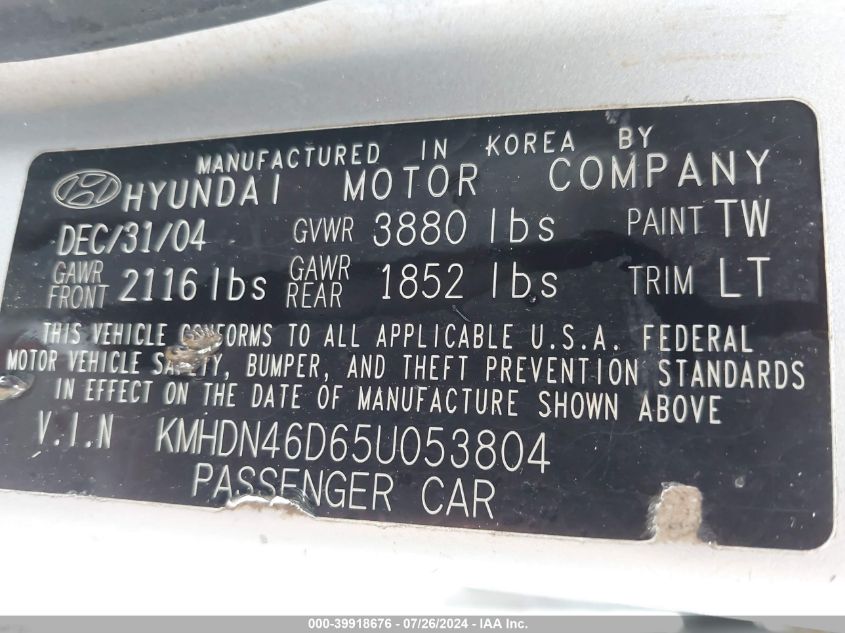 MANUFACTURED IN KOREA BY
HYUNDAI MOTOR COMPANY
DEC/31/04 GVWR 3880 lbs PAINT TW
GAWR FRONT 2116 lbs GAWR REAR 1852 lbs TRIM LT
THIS VEHICLE CONFORMS TO ALL APPLICABLE U.S.A. FEDERAL
MOTOR VEHICLE SAFETY, BUMPER, AND THEFT PREVENTION STANDARDS
IN EFFECT ON THE DATE OF MANUFACTURE SHOWN ABOVE
V.I.N KMHDN46D65U053804
PASSENGER CAR
000-39918676 - 07/26/2024 - IAA Inc.